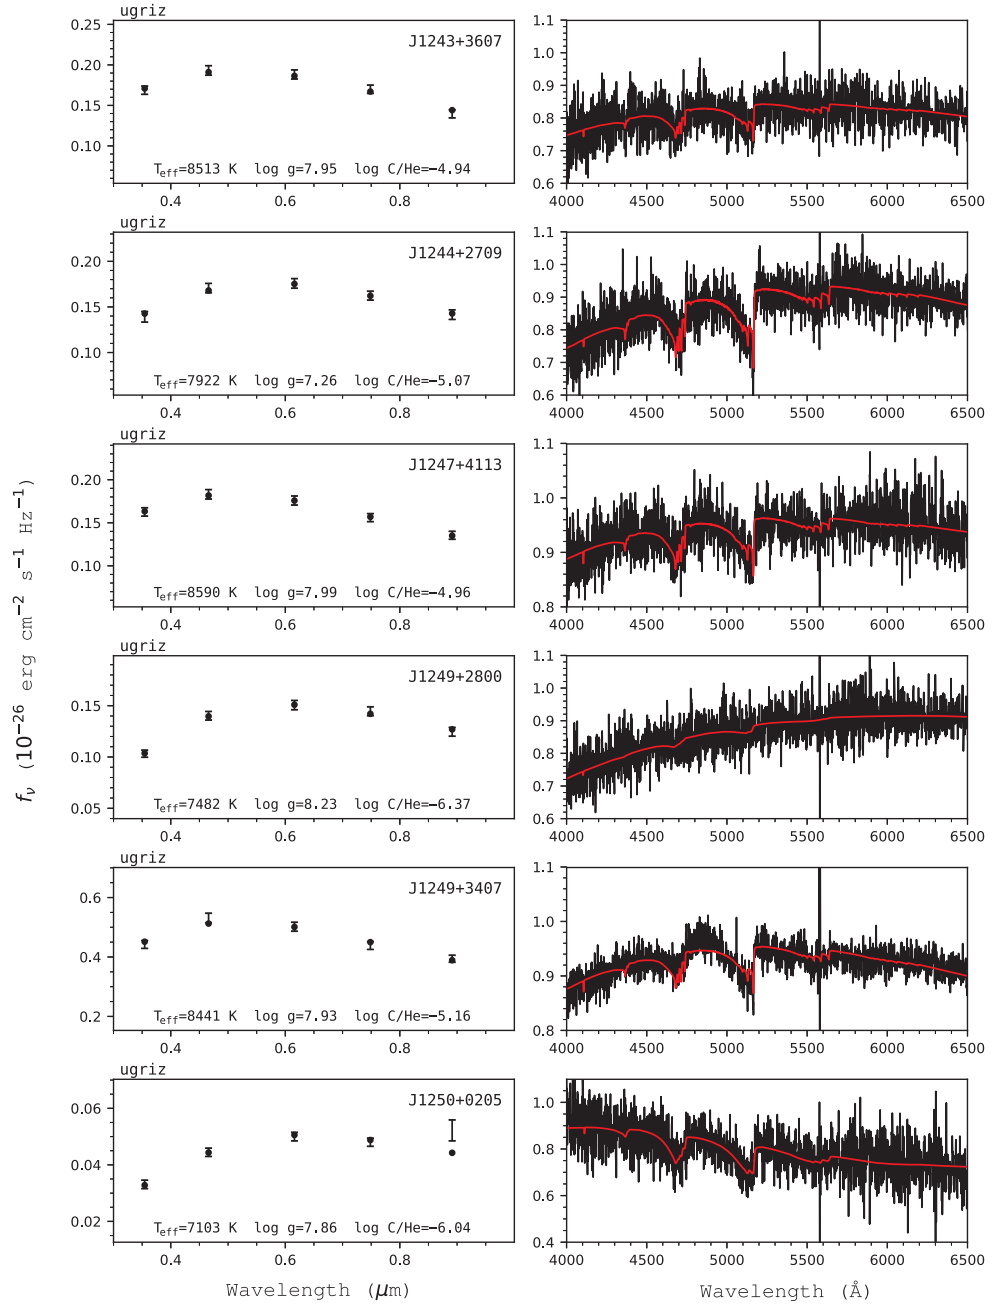 ugriz
J1243+3607
0.25
0.20
0.15
0.10
T_eff=8513 K log g=7.95 log C/He=−4.94
0.4 0.6 0.8
1.1
1.0
0.9
0.8
0.7
0.6
4000 4500 5000 5500 6000 6500
ugriz
J1244+2709
0.20
0.15
0.10
T_eff=7922 K log g=7.26 log C/He=−5.07
0.4 0.6 0.8
1.1
1.0
0.9
0.8
0.7
0.6
4000 4500 5000 5500 6000 6500
ugriz
J1247+4113
0.20
0.15
0.10
T_eff=8590 K log g=7.99 log C/He=−4.96
0.4 0.6 0.8
1.1
1.0
0.9
0.8
4000 4500 5000 5500 6000 6500
f_ν (10^−26 erg cm^−2 s^−1 Hz^−1)
ugriz
J1249+2800
0.15
0.10
0.05
T_eff=7482 K log g=8.23 log C/He=−6.37
0.4 0.6 0.8
1.1
1.0
0.9
0.8
0.7
0.6
4000 4500 5000 5500 6000 6500
ugriz
J1249+3407
0.6
0.4
0.2
T_eff=8441 K log g=7.93 log C/He=−5.16
0.4 0.6 0.8
1.1
1.0
0.9
0.8
4000 4500 5000 5500 6000 6500
ugriz
J1250+0205
0.06
0.04
0.02
T_eff=7103 K log g=7.86 log C/He=−6.04
0.4 0.6 0.8
1.0
0.8
0.6
0.4
4000 4500 5000 5500 6000 6500
Wavelength (μm)
Wavelength (Å)